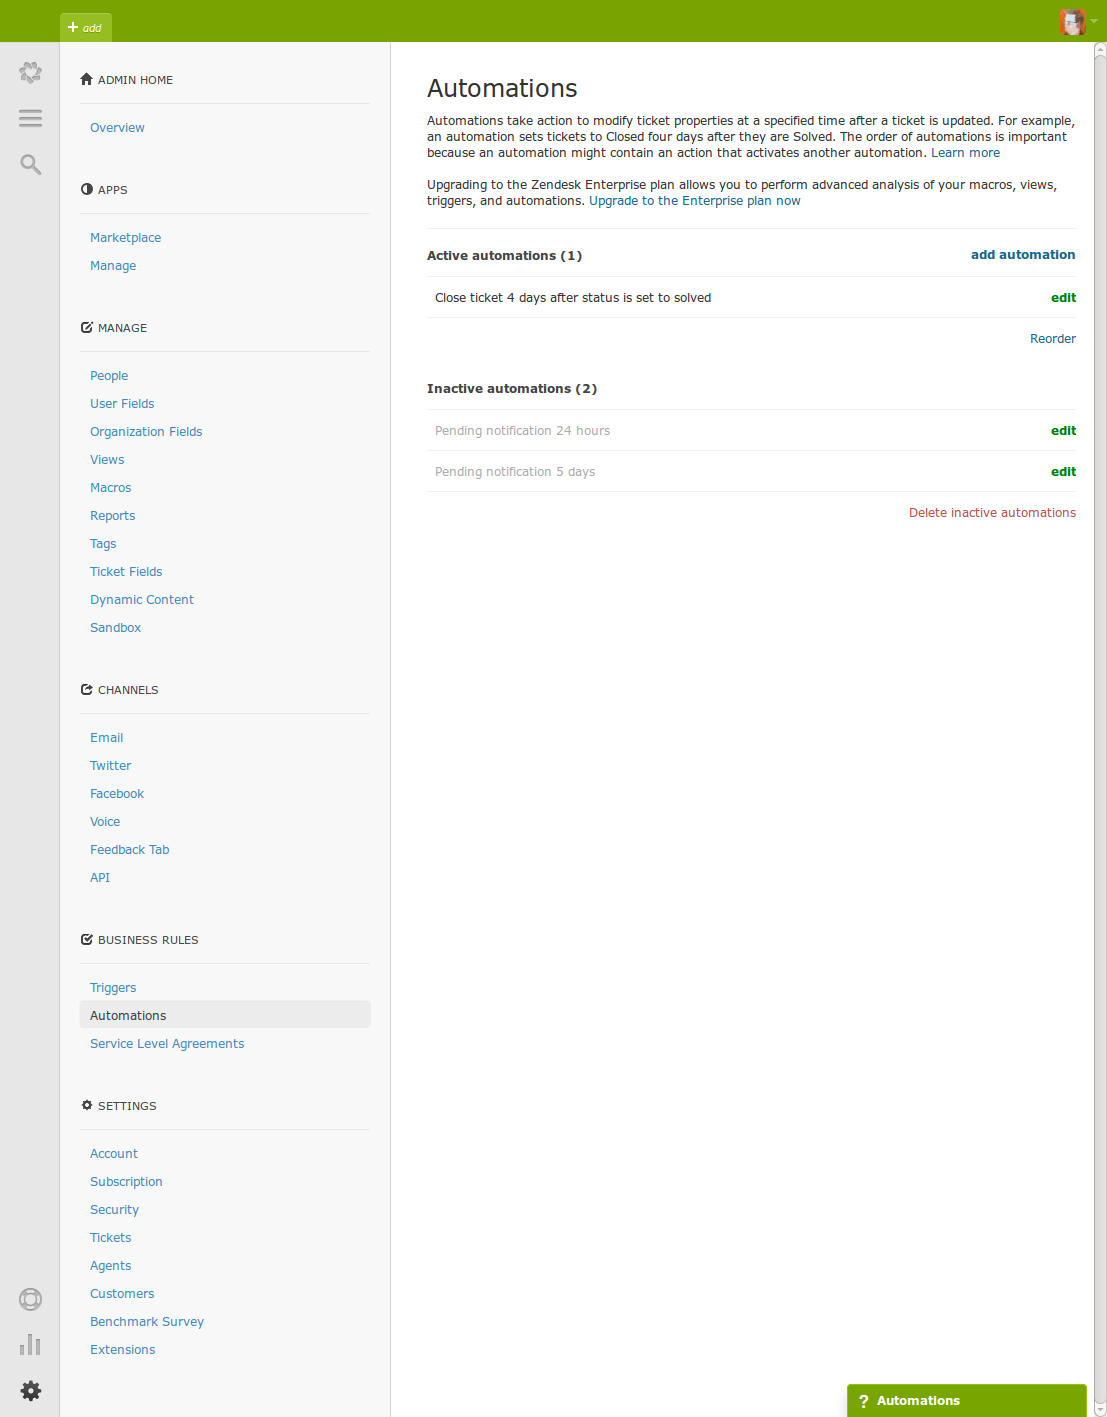 add
ADMIN HOME
Overview
APPS
Marketplace
Manage
MANAGE
People
User Fields
Organization Fields
Views
Macros
Reports
Tags
Ticket Fields
Dynamic Content
Sandbox
CHANNELS
Email
Twitter
Facebook
Voice
Feedback Tab
API
BUSINESS RULES
Triggers
Automations
Service Level Agreements
SETTINGS
Account
Subscription
Security
Tickets
Agents
Customers
Benchmark Survey
Extensions
Automations
Automations take action to modify ticket properties at a specified time after a ticket is updated. For example,
an automation sets tickets to Closed four days after they are Solved. The order of automations is important
because an automation might contain an action that activates another automation. Learn more
Upgrading to the Zendesk Enterprise plan allows you to perform advanced analysis of your macros, views,
triggers, and automations. Upgrade to the Enterprise plan now
Active automations (1) add automation
Close ticket 4 days after status is set to solved edit
Reorder
Inactive automations (2)
Pending notification 24 hours edit
Pending notification 5 days edit
Delete inactive automations
? Automations